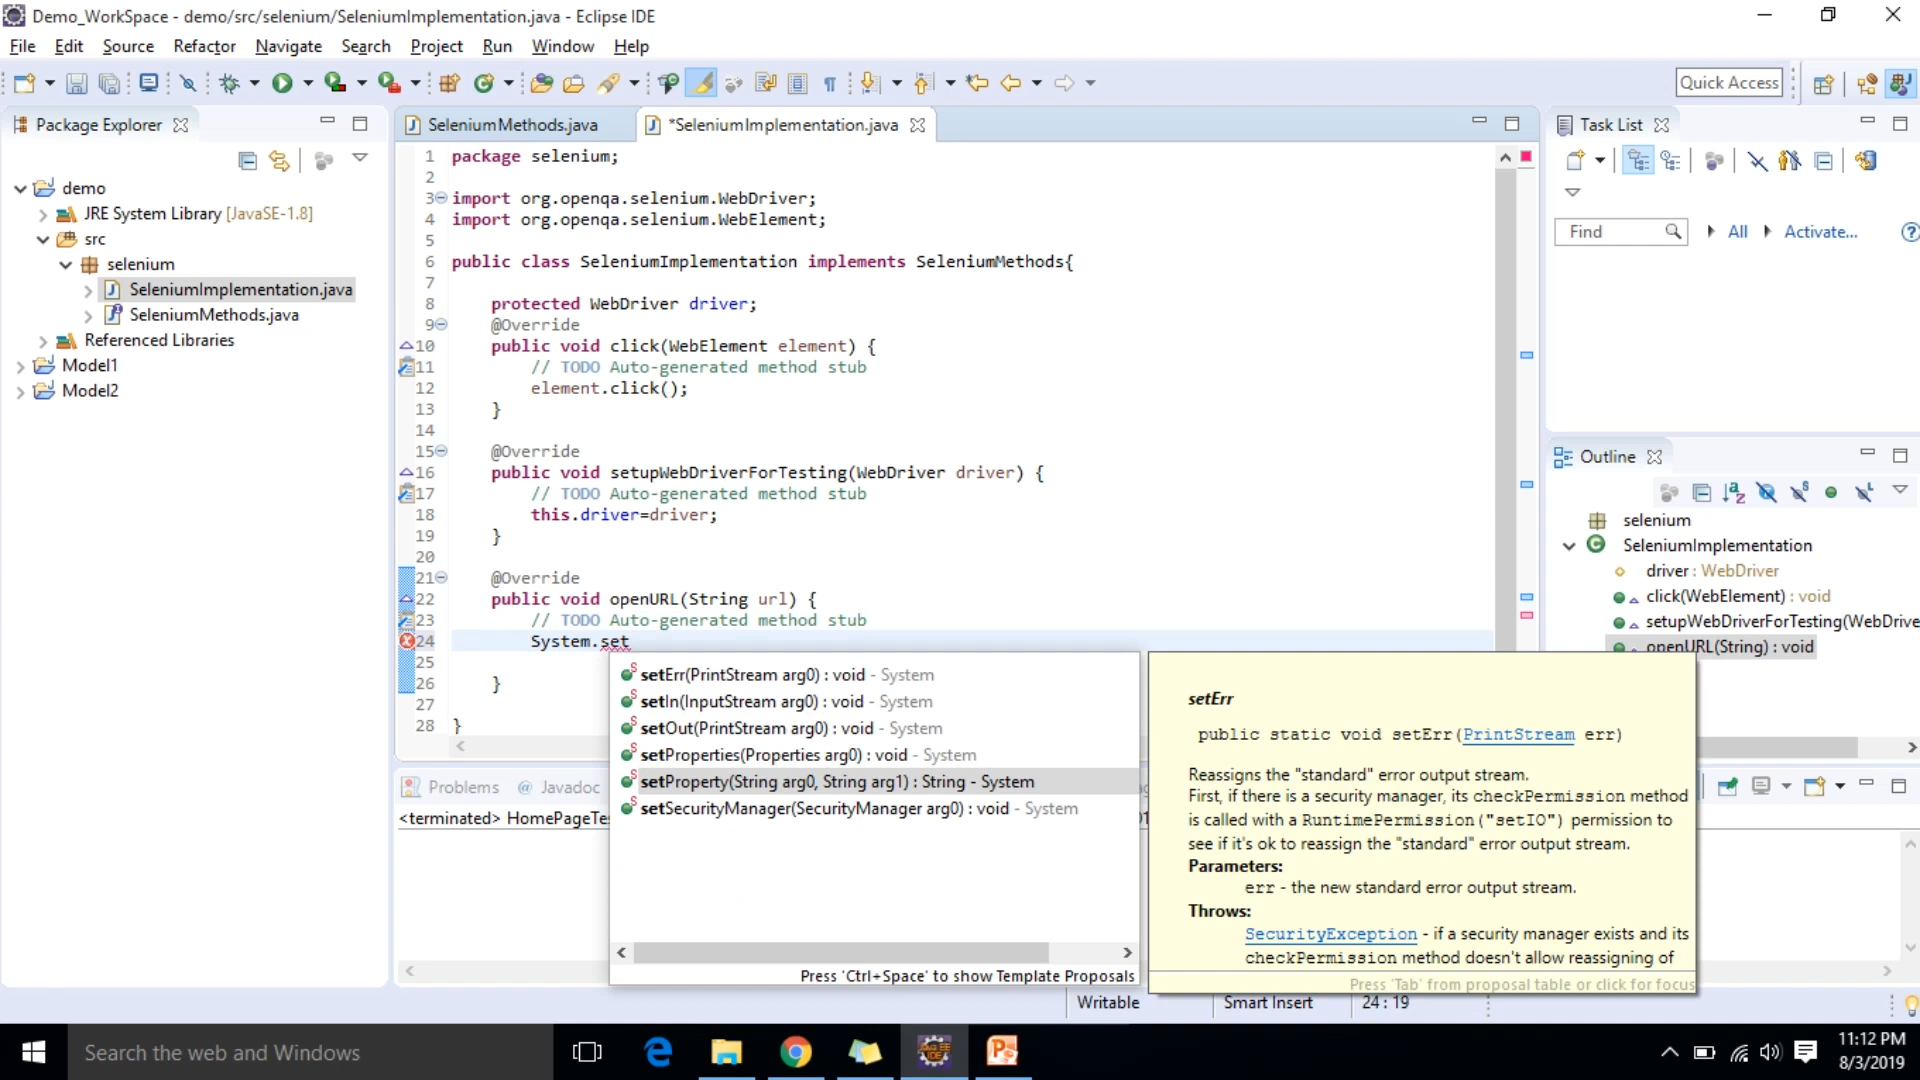 Demo_WorkSpace - demo/src/selenium/SeleniumImplementation.java - Eclipse IDE
File Edit Source Refactor Navigate Search Project Run Window Help
Quick Access
Package Explorer
demo
JRE System Library [JavaSE-1.8]
src
selenium
SeleniumImplementation.java
SeleniumMethods.java
Referenced Libraries
Model1
Model2
SeleniumMethods.java
*SeleniumImplementation.java
1 package selenium;
2
3 import org.openqa.selenium.WebDriver;
4 import org.openqa.selenium.WebElement;
5
6 public class SeleniumImplementation implements SeleniumMethods{
7
8 protected WebDriver driver;
9 @Override
10 public void click(WebElement element) {
11 // TODO Auto-generated method stub
12 element.click();
13 }
14
15 @Override
16 public void setupWebDriverForTesting(WebDriver driver) {
17 // TODO Auto-generated method stub
18 this.driver=driver;
19 }
20
21 @Override
22 public void openURL(String url) {
23 // TODO Auto-generated method stub
24 System.set
25
26 }
27
28 }
setErr(PrintStream arg0) : void - System
setIn(InputStream arg0) : void - System
setOut(PrintStream arg0) : void - System
setProperties(Properties arg0) : void - System
setProperty(String arg0, String arg1) : String - System
setSecurityManager(SecurityManager arg0) : void - System
Press 'Ctrl+Space' to show Template Proposals
setErr
public static void setErr(PrintStream err)
Reassigns the "standard" error output stream.
First, if there is a security manager, its checkPermission method
is called with a RuntimePermission("setIO") permission to
see if it's ok to reassign the "standard" error output stream.
Parameters:
err - the new standard error output stream.
Throws:
SecurityException - if a security manager exists and its
checkPermission method doesn't allow reassigning of
Press 'Tab' from proposal table or click for focus
Problems @ Javadoc
<terminated> HomePageTes
Task List
Find
All
Activate...
Outline
selenium
SeleniumImplementation
driver : WebDriver
click(WebElement) : void
setupWebDriverForTesting(WebDrive
openURL(String) : void
Writable
Smart Insert
24 : 19
Search the web and Windows
11:12 PM
8/3/2019